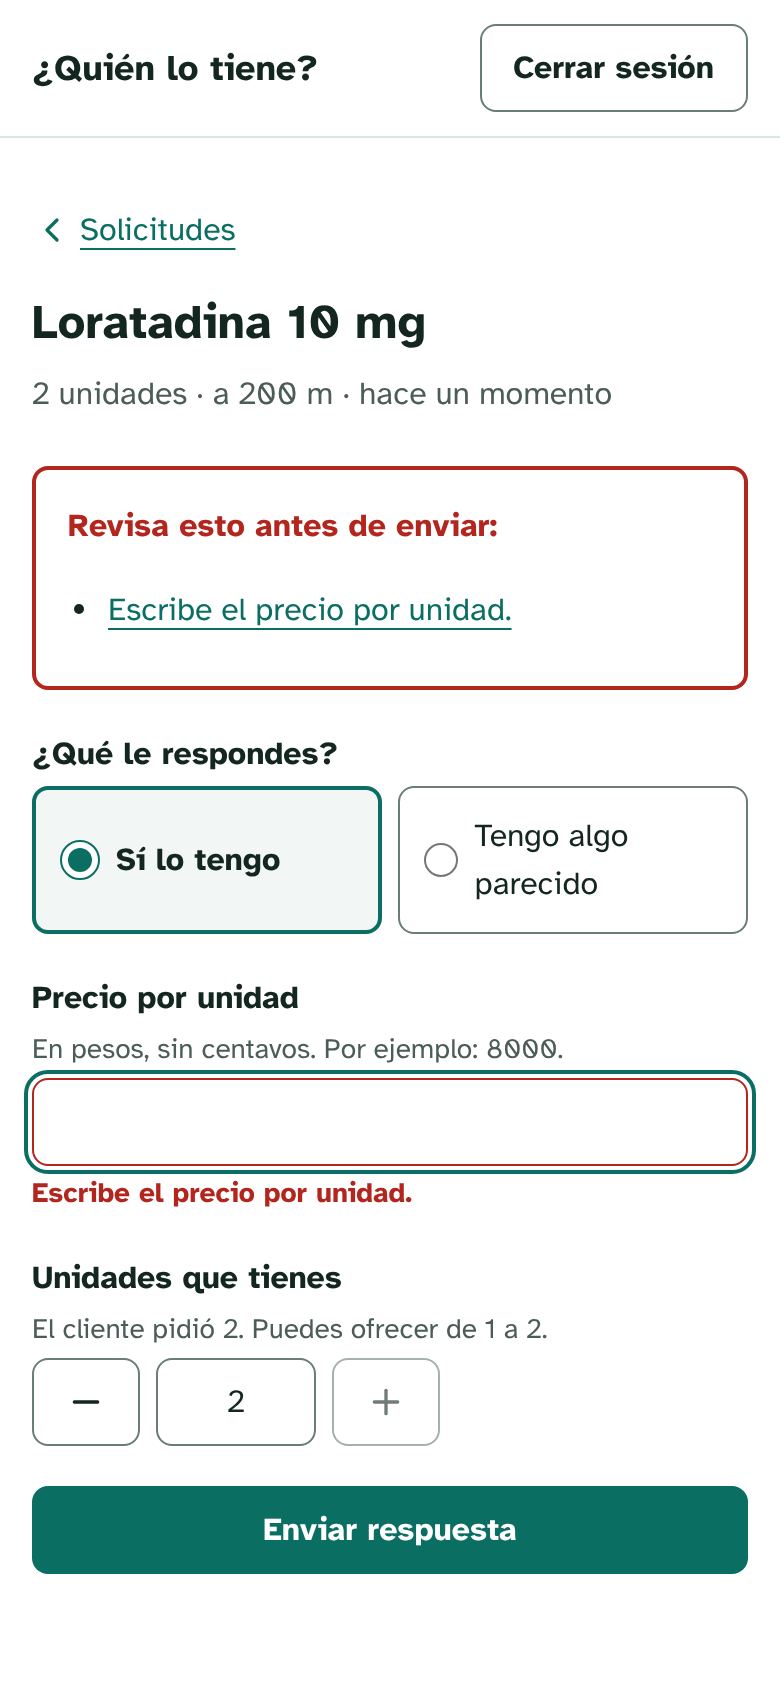 ¿Quién lo tiene?
Cerrar sesión
Solicitudes
Loratadina 10 mg
2 unidades · a 200 m · hace un momento
Revisa esto antes de enviar:
Escribe el precio por unidad.
¿Qué le respondes?
Sí lo tengo
Tengo algo
parecido
Precio por unidad
En pesos, sin centavos. Por ejemplo: 8000.
Escribe el precio por unidad.
Unidades que tienes
El cliente pidió 2. Puedes ofrecer de 1 a 2.
2
Enviar respuesta